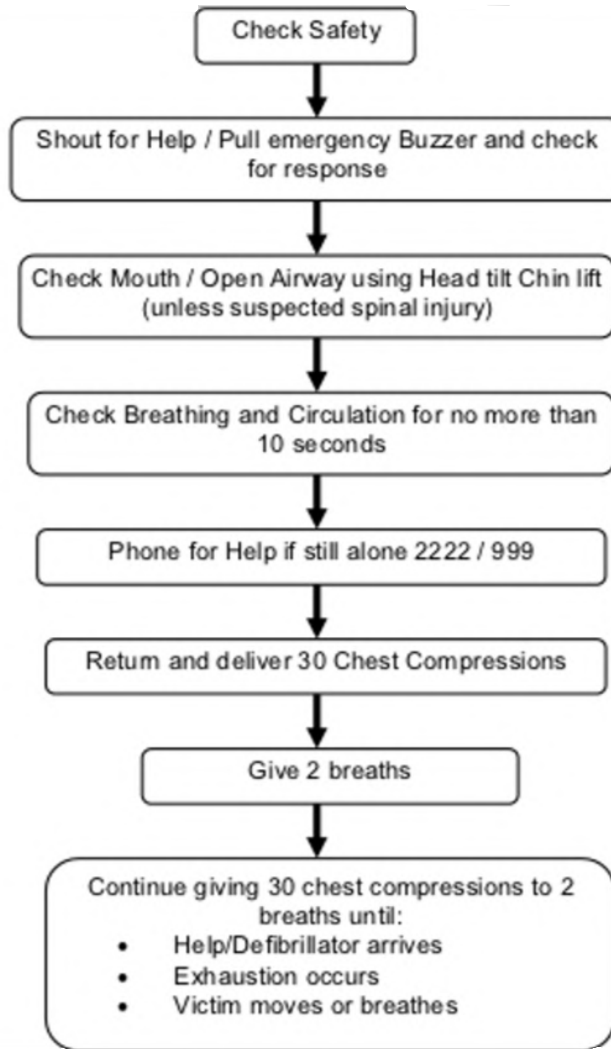 Check Safety
Shout for Help / Pull emergency Buzzer and check
for response
Check Mouth / Open Airway using Head tilt Chin lift
(unless suspected spinal injury)
Check Breathing and Circulation for no more than
10 seconds
Phone for Help if still alone 2222 / 999
Return and deliver 30 Chest Compressions
Give 2 breaths
Continue giving 30 chest compressions to 2
breaths until:
• Help/Defibrillator arrives
• Exhaustion occurs
• Victim moves or breathes